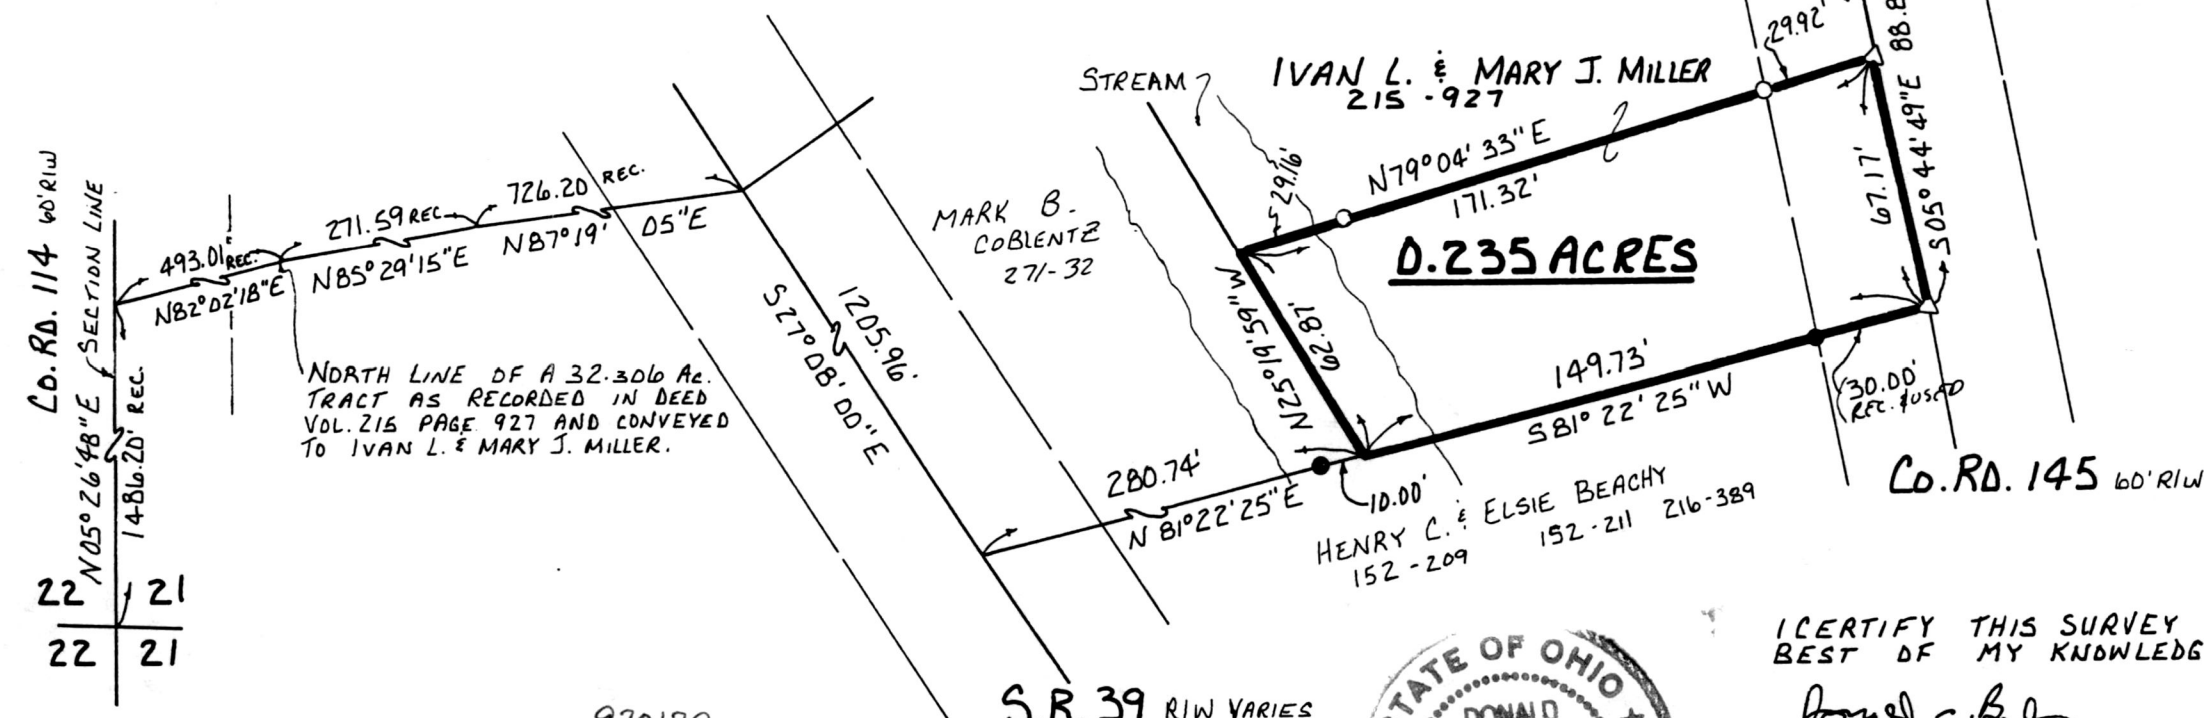 Co. RD. 114 60' R/W
SECTION LINE
N05° 26' 48" E
1486.20' REC.
22 21
22 21
493.01' REC.
N82° 02' 18" E
271.59 REC.
N85° 29' 15" E
726.20 REC.
N87° 19' 05" E
NORTH LINE OF A 32.306 Ac.
TRACT AS RECORDED IN DEED
VOL. 215 PAGE 927 AND CONVEYED
TO IVAN L. & MARY J. MILLER.
1205.96'
S27° 08' 00" E
MARK B.
COBLENTZ
271-32
STREAM
IVAN L. & MARY J. MILLER
215-927
29.92'
88.8
29.16'
N79° 04' 33" E
171.32'
0.235 ACRES
67.17'
S05° 44' 49" E
N25° 19' 59" W
62.87'
149.73'
S81° 22' 25" W
30.00'
REC. & USED
280.74'
N 81° 22' 25" E
10.00'
HENRY C. & ELSIE BEACHY
152-209 152-211 216-389
Co. RD. 145 60' R/W
S.R. 39 R/W VARIES
STATE OF OHIO
DONALD
I CERTIFY THIS SURVEY
BEST OF MY KNOWLEDG